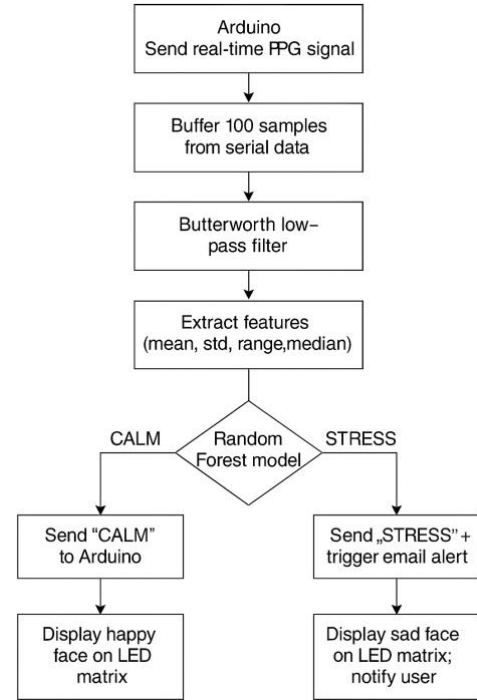 Arduino
Send real-time PPG signal
Buffer 100 samples
from serial data
Butterworth low–
pass filter
Extract features
(mean, std, range,median)
Random
Forest model
CALM
STRESS
Send “CALM”
to Arduino
Send „STRESS” +
trigger email alert
Display happy
face on LED
matrix
Display sad face
on LED matrix;
notify user